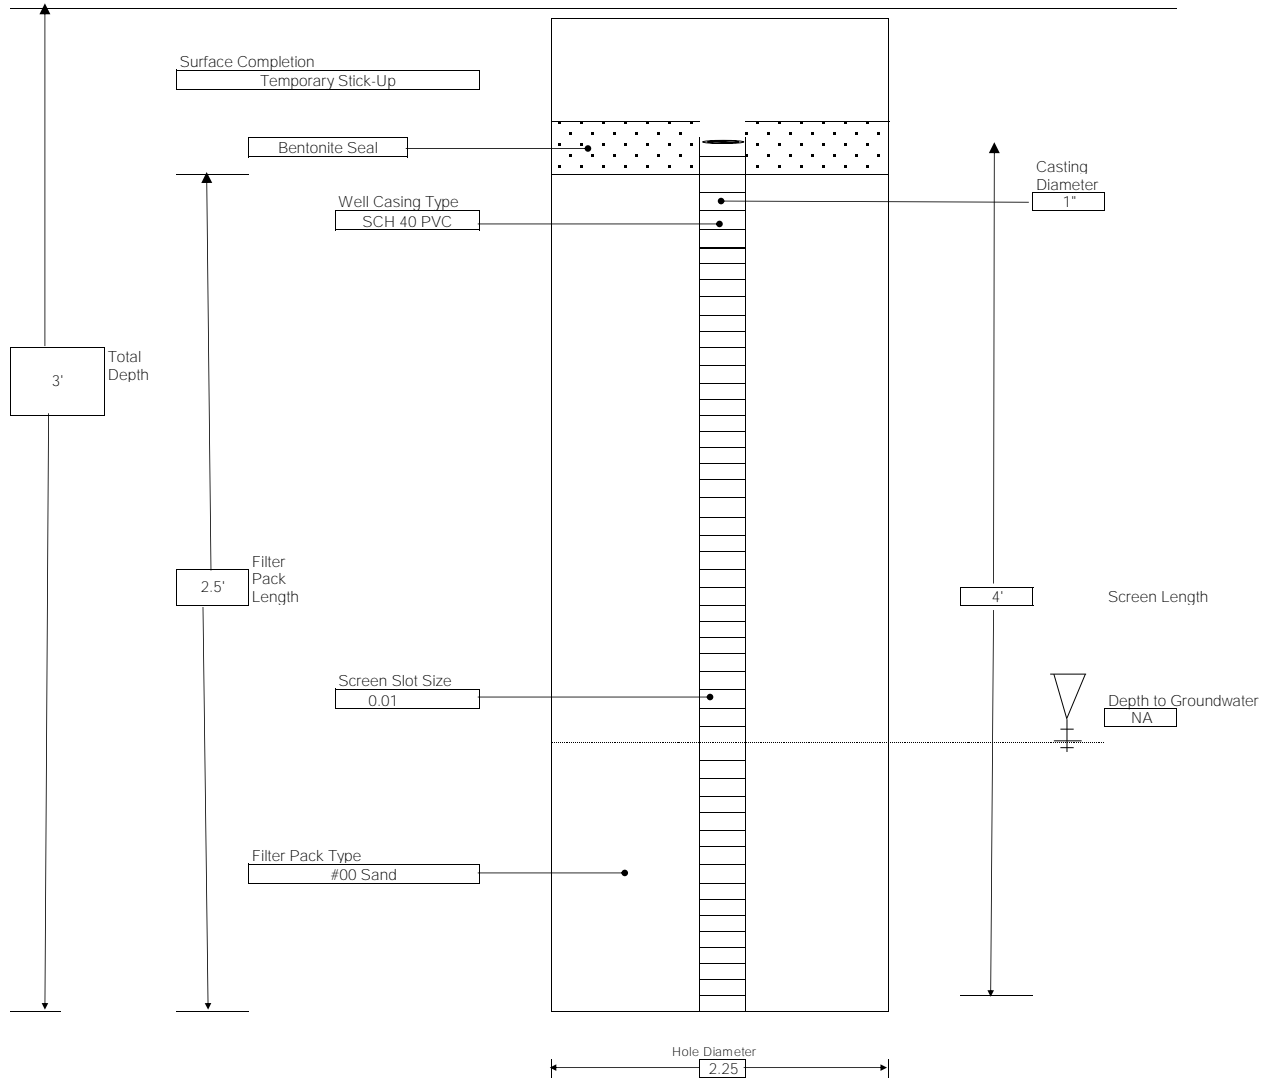 Surface Completion
Temporary Stick-Up
Bentonite Seal
Casting
Diameter
1"
Well Casing Type
SCH 40 PVC
Total
Depth
3'
Filter
Pack
Length
2.5'
4'
Screen Length
Screen Slot Size
0.01
Depth to Groundwater
NA
Filter Pack Type
#00 Sand
Hole Diameter
2.25